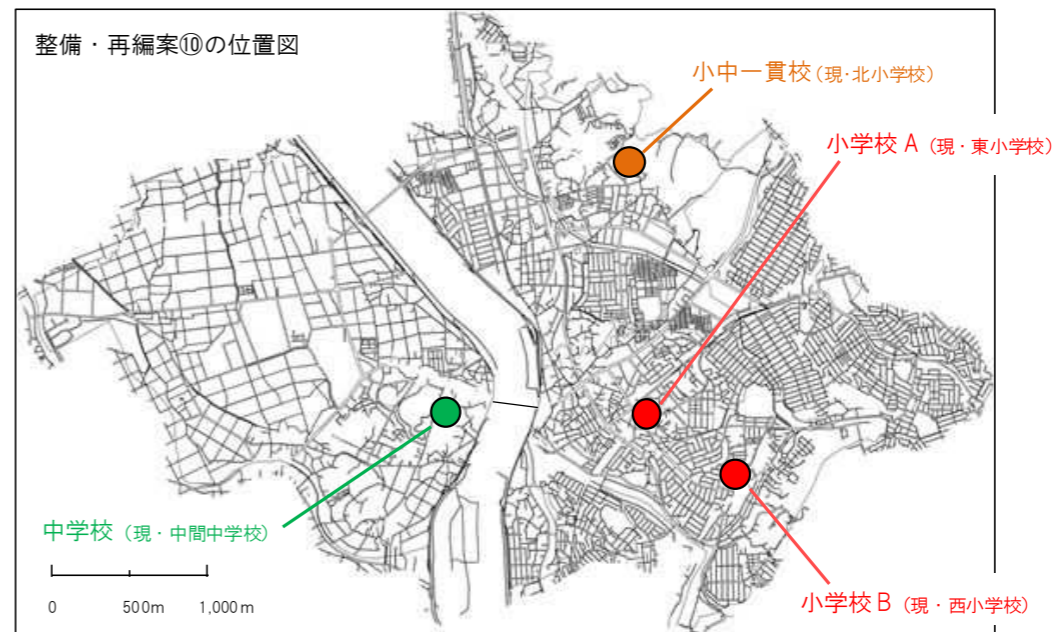 整備・再編案⑩の位置図
小中一貫校(現・北小学校)
小学校A(現・東小学校)
中学校(現・中間中学校)
小学校B(現・西小学校)
0 500m 1,000m